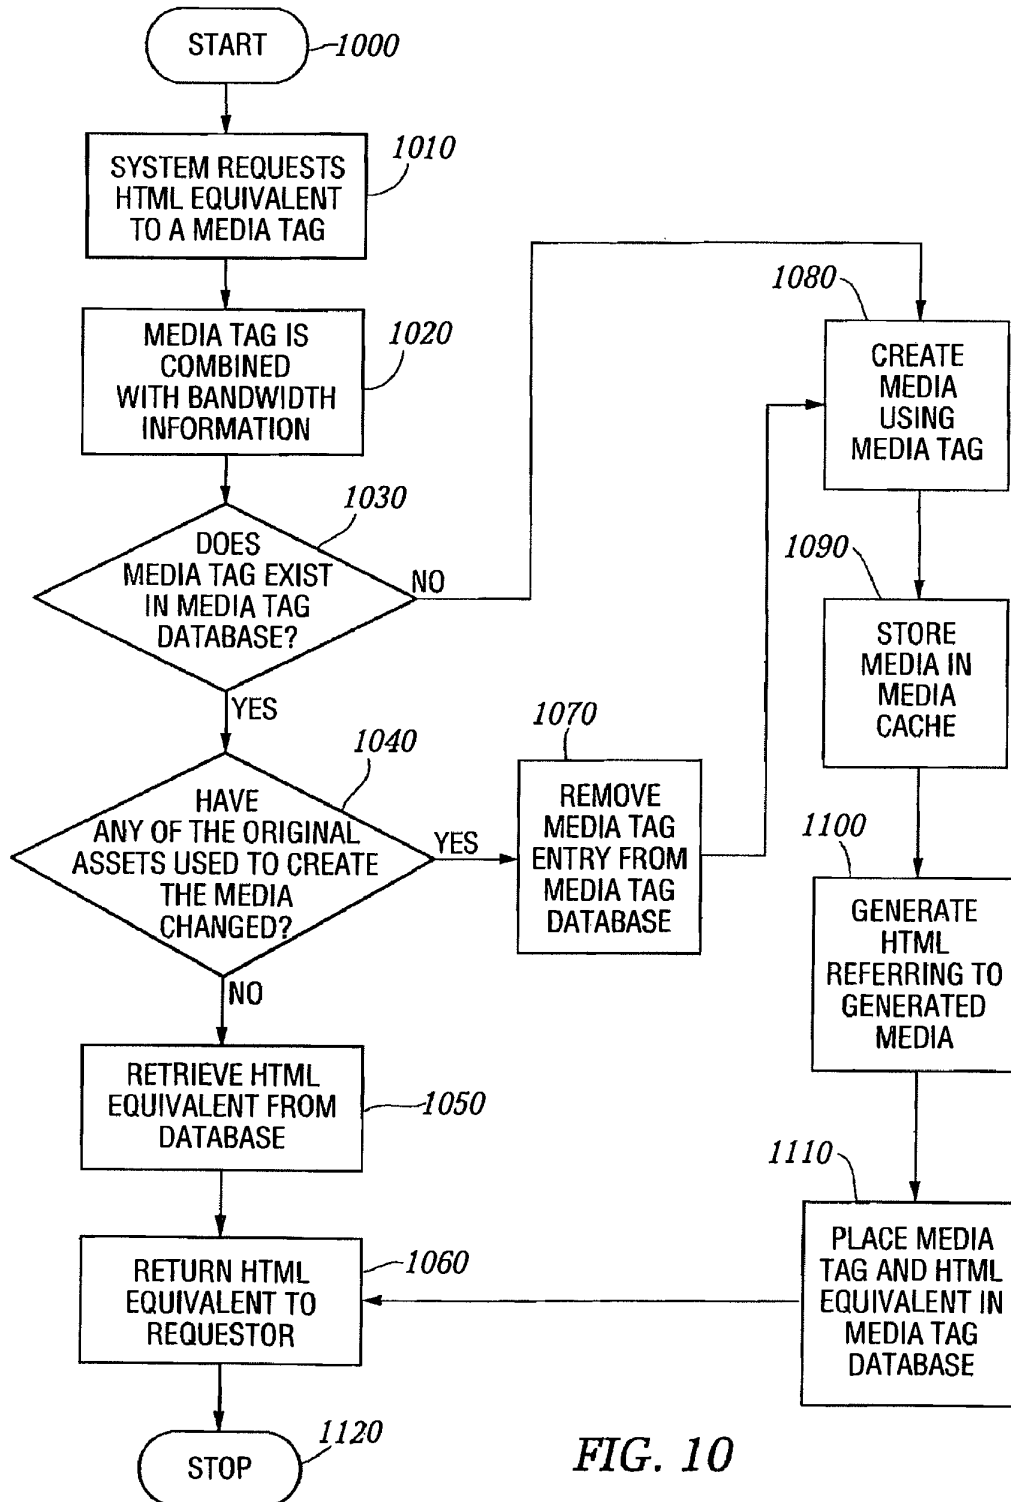 START
1000
SYSTEM REQUESTS
HTML EQUIVALENT
TO A MEDIA TAG
1010
MEDIA TAG IS
COMBINED
WITH BANDWIDTH
INFORMATION
1020
DOES
MEDIA TAG EXIST
IN MEDIA TAG
DATABASE?
1030
NO
YES
HAVE
ANY OF THE ORIGINAL
ASSETS USED TO CREATE
THE MEDIA
CHANGED?
1040
YES
NO
REMOVE
MEDIA TAG
ENTRY FROM
MEDIA TAG
DATABASE
1070
RETRIEVE HTML
EQUIVALENT FROM
DATABASE
1050
RETURN HTML
EQUIVALENT TO
REQUESTOR
1060
STOP
1120
1080
CREATE
MEDIA
USING
MEDIA TAG
1090
STORE
MEDIA IN
MEDIA
CACHE
1100
GENERATE
HTML
REFERRING TO
GENERATED
MEDIA
1110
PLACE MEDIA
TAG AND HTML
EQUIVALENT IN
MEDIA TAG
DATABASE
FIG. 10